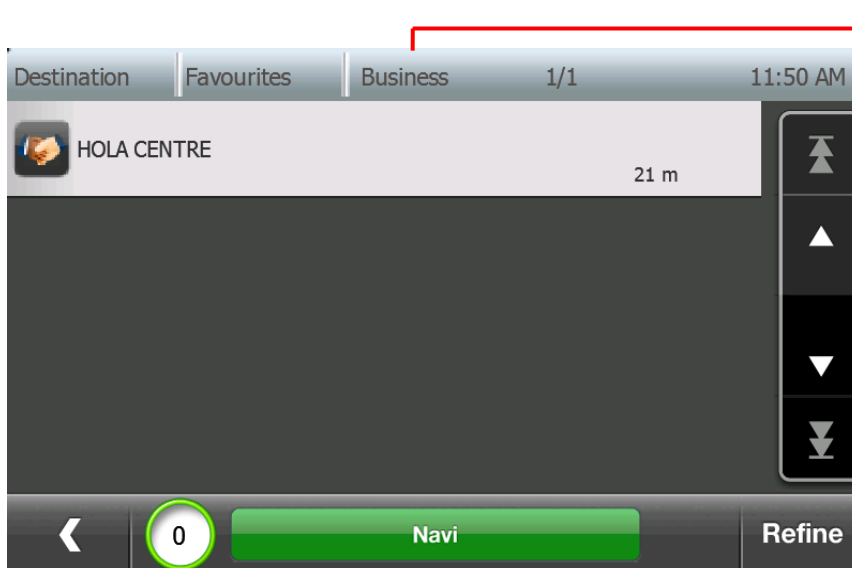 Destination Favourites Business 1/1 11:50 AM
HOLA CENTRE
21 m
0 Navi Refine